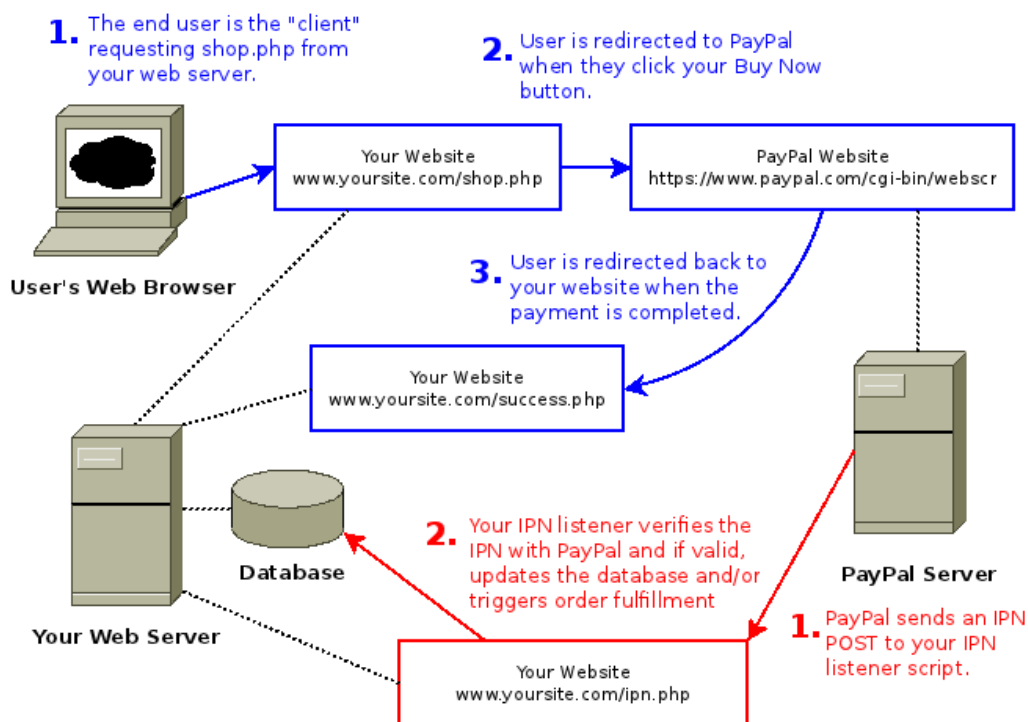 1. The end user is the "client"
requesting shop.php from
your web server.
2. User is redirected to PayPal
when they click your Buy Now
button.
Your Website
www.yoursite.com/shop.php
PayPal Website
https://www.paypal.com/cgi-bin/webscr
User's Web Browser
3. User is redirected back to
your website when the
payment is completed.
Your Website
www.yoursite.com/success.php
2. Your IPN listener verifies the
IPN with PayPal and if valid,
updates the database and/or
triggers order fulfillment
Database
PayPal Server
Your Web Server
1. PayPal sends an IPN
POST to your IPN
listener script.
Your Website
www.yoursite.com/ipn.php